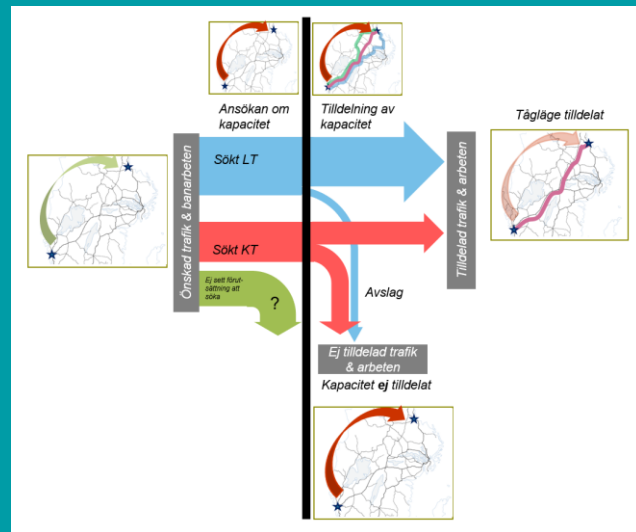 Ansökan om
kapacitet
Tilldelning av
kapacitet
Tågläge tilldelat
Önskad trafik & banarbeten
Sökt LT
Sökt KT
Ej sett förut-
sättning att
söka
?
Avslag
Tilldelad trafik & arbeten
Ej tilldelad trafik
& arbeten
Kapacitet ej tilldelat